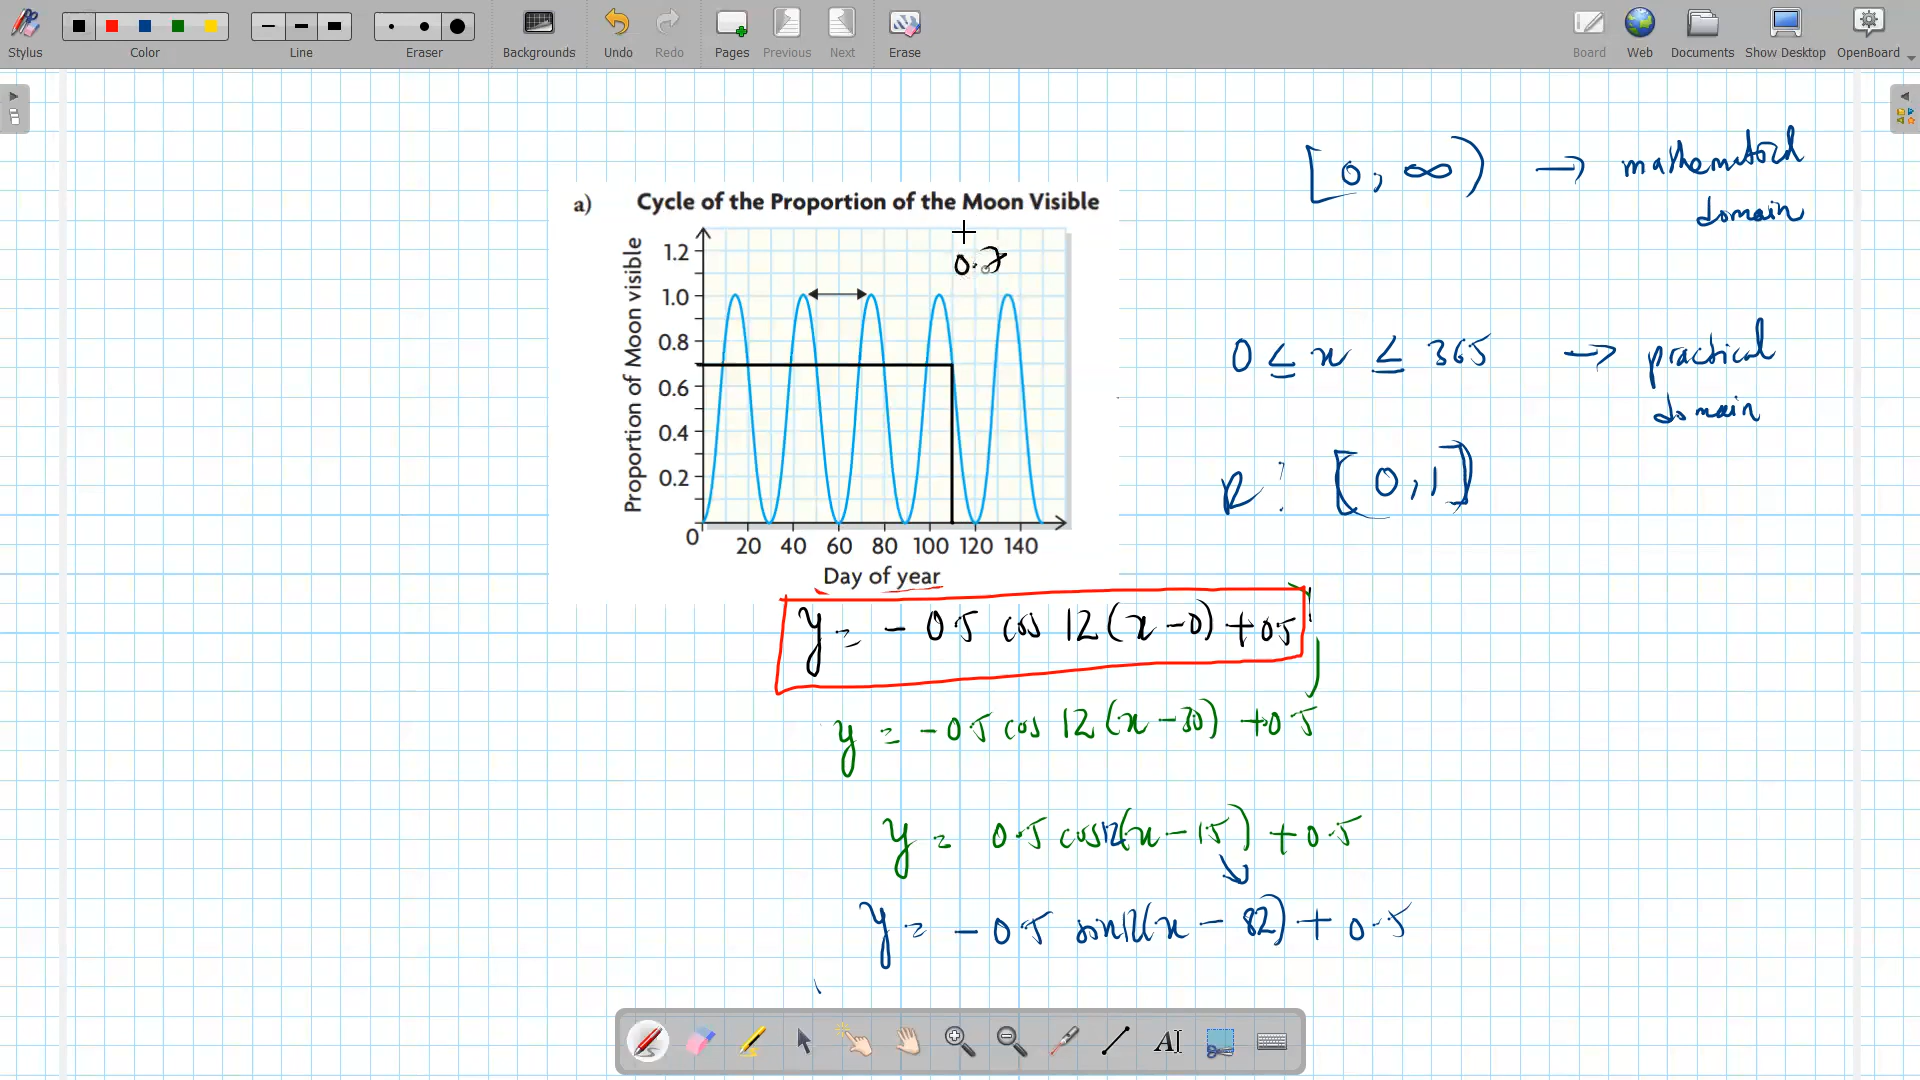 Stylus
Color
Line
Eraser
Backgrounds
Undo
Redo
Pages
Previous
Next
Erase
Board
Web
Documents
Show Desktop
OpenBoard
[0, ∞) → mathematical
domain
a) Cycle of the Proportion of the Moon Visible
Proportion of Moon visible
1.2
1.0
0.8
0.6
0.4
0.2
0
20 40 60 80 100 120 140
Day of year
0.7
0 ≤ x ≤ 365 → practical
domain
R: [0,1]
y = - 0.5 cos 12(x-0) +0.5
y = -0.5 cos 12(x-30) +0.5
y = 0.5 cos12(x-15) +0.5
y = - 0.5 sin12(x - 82) + 0.5